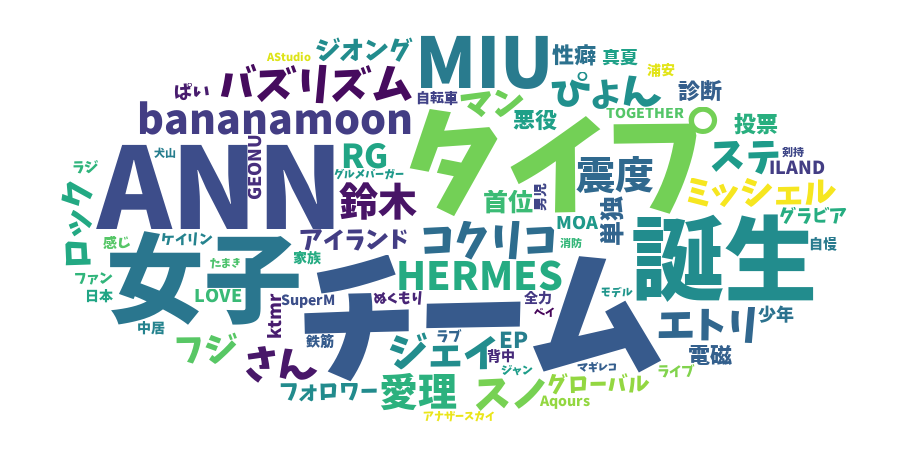 AStudio
ジオング
MIU
性癖
真夏
浦安
ぱい
バズリズム
自転車
マン
ぴょん
診断
bananamoon
悪役
TOGETHER
投票
ラジ
犬山
ANN
GEONU
RG
グルメバーガー
タイプ
震度
ステ
剣持
ILAND
ロック
鈴木
首位
男児
単独
ミッシェル
グラビア
感じ
ケイリン
アイランド
コクリコ
MOA
消防
誕生
自慢
ファン
女子
たまき
家族
HERMES
日本
LOVE
ktmr
SuperM
ぬくもり
チーム
全力
ベイ
モデル
エトリ
少年
中居
鉄筋
ラブ
EP
フジ
さん
ジェイ
背中
ジャン
マギレコ
電磁
フォロワー
愛理
スノ
グローバル
ライブ
Aqours
アナザースカイ